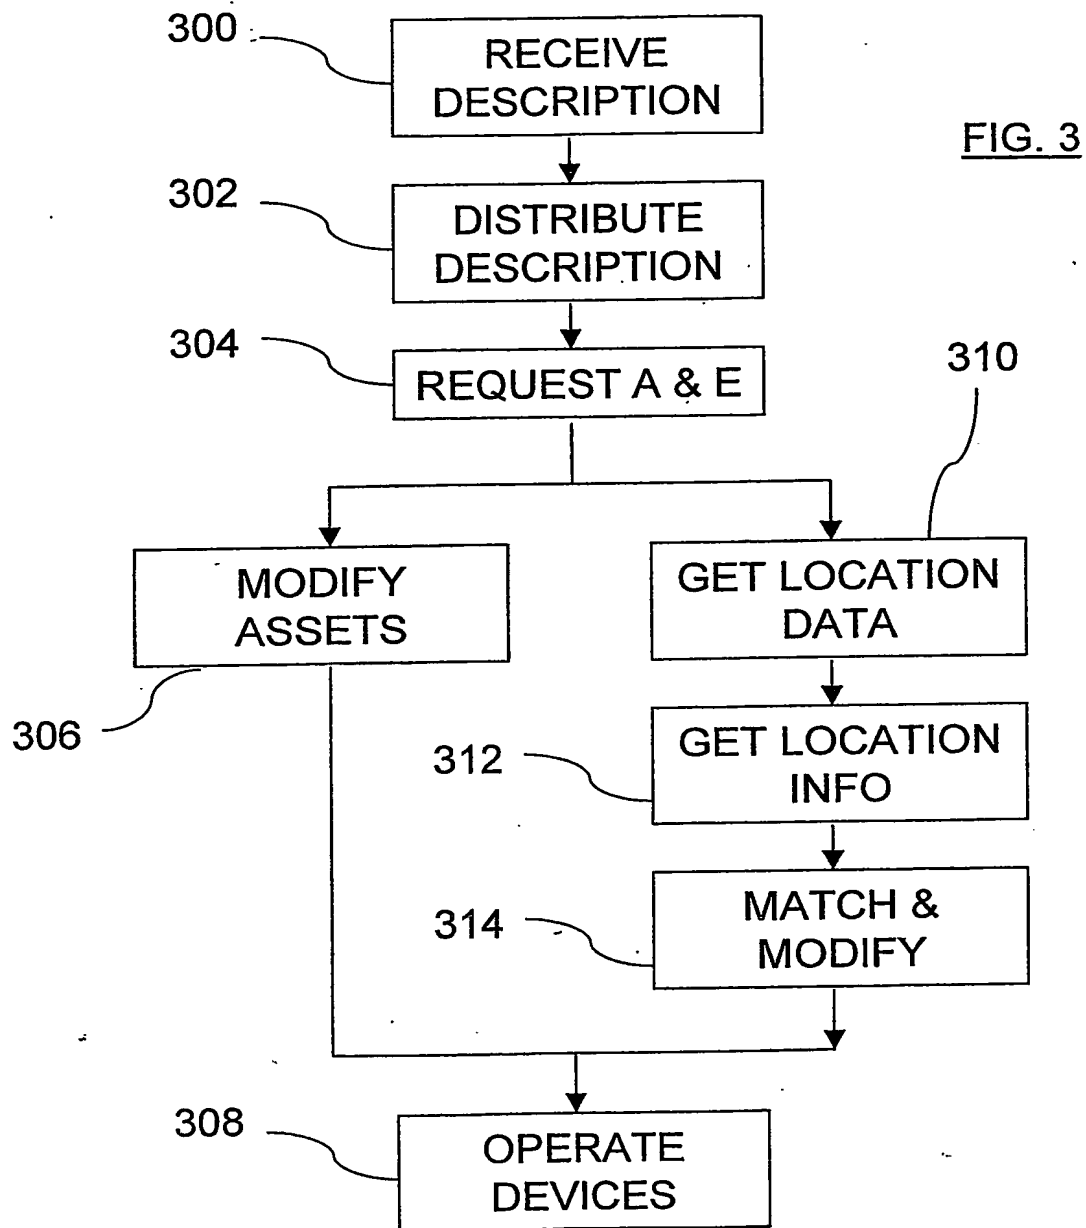 300
RECEIVE
DESCRIPTION
FIG. 3
302
DISTRIBUTE
DESCRIPTION
304
REQUEST A & E
310
MODIFY
ASSETS
306
GET LOCATION
DATA
312
GET LOCATION
INFO
314
MATCH &
MODIFY
308
OPERATE
DEVICES